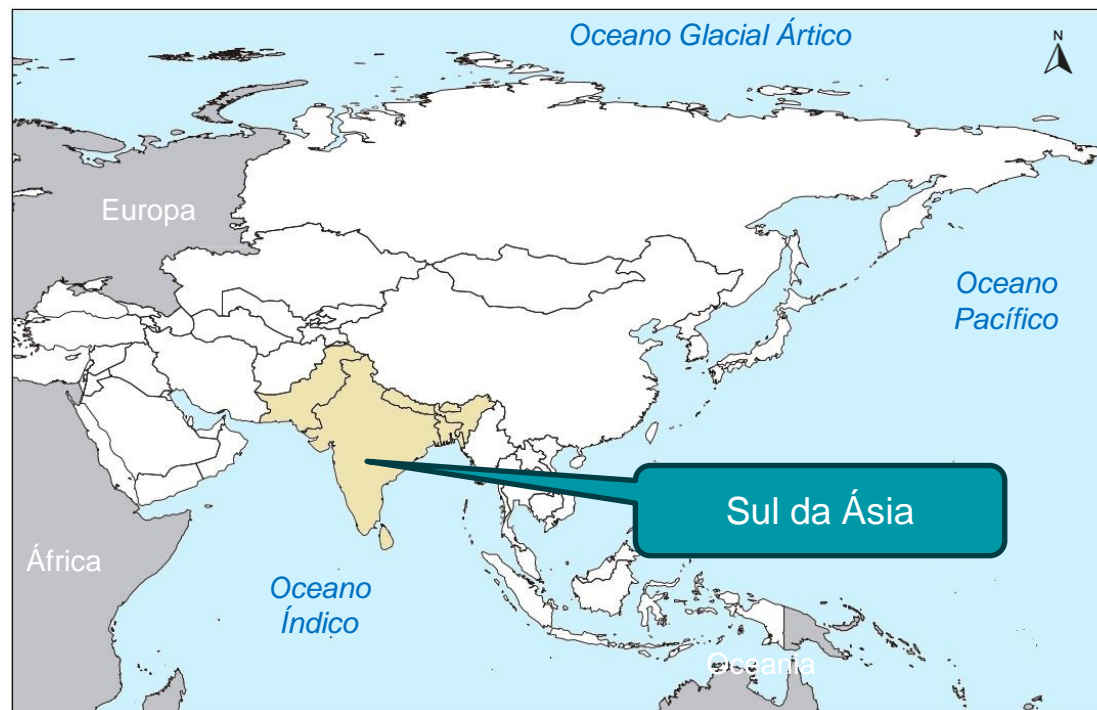 Oceano Glacial Ártico
N
Europa
Oceano
Pacífico
Sul da Ásia
África
Oceano
Índico
Oceania